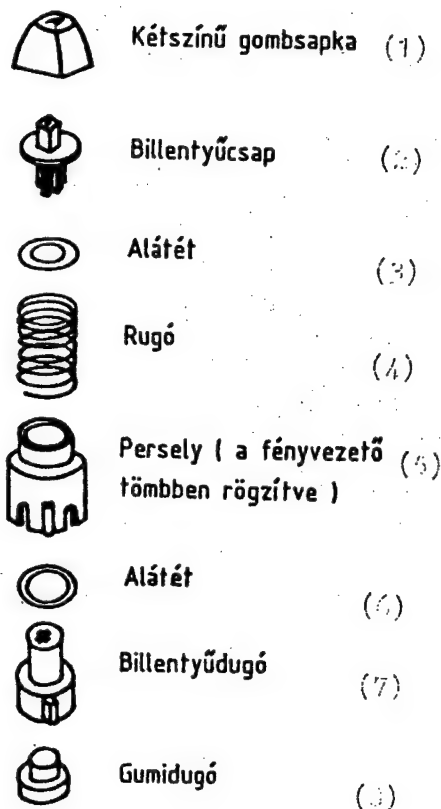 Kétszínű gombsapka (1)
Billentyűcsap (2)
Alátét (3)
Rugó (4)
Persely ( a fényvezető (5)
tömbben rögzítve )
Alátét (6)
Billentyűdugó (7)
Gumidugó